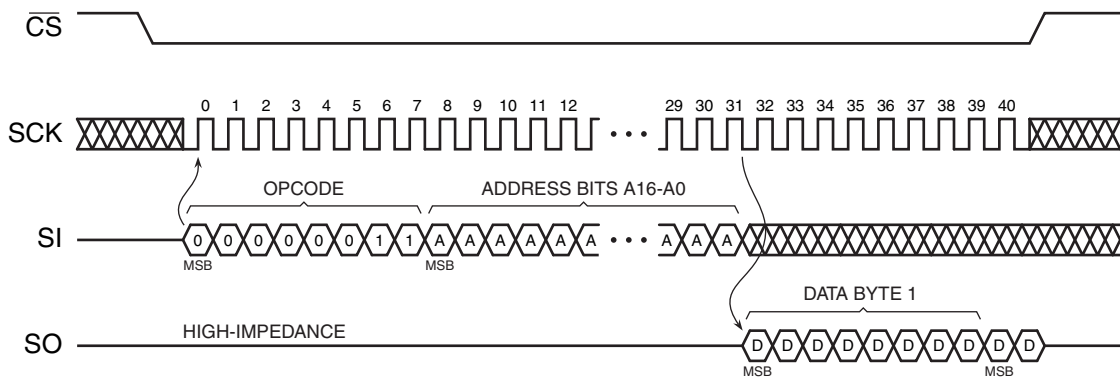 CS
0 1 2 3 4 5 6 7 8 9 10 11 12 29 30 31 32 33 34 35 36 37 38 39 40
SCK
OPCODE ADDRESS BITS A16-A0
SI 0 0 0 0 0 0 1 1 A A A A A A A A A
MSB MSB
DATA BYTE 1
HIGH-IMPEDANCE
SO D D D D D D D D D D
MSB MSB